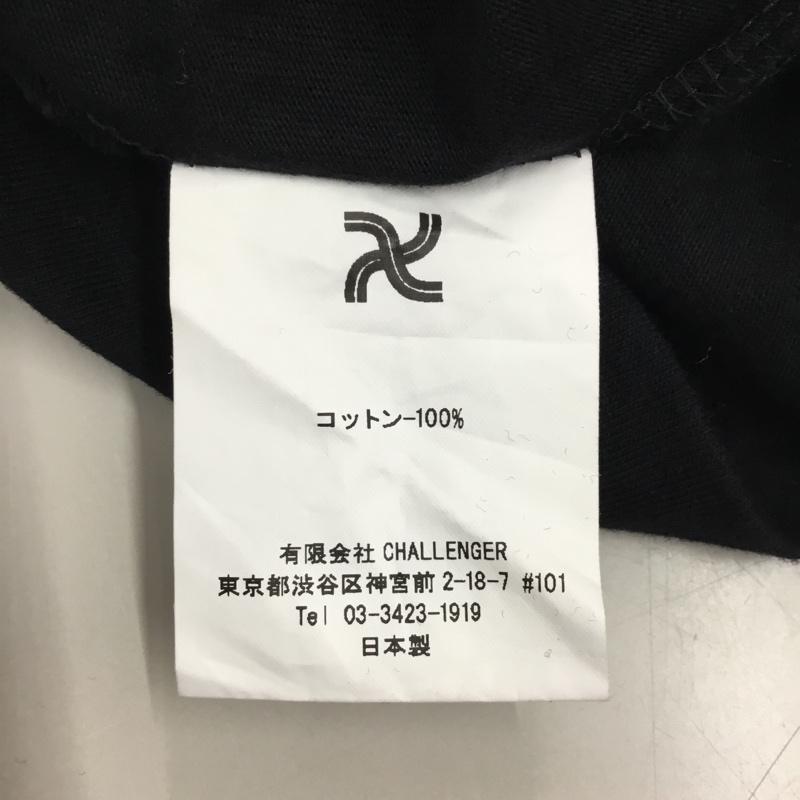 コットン-100%
有限会社 CHALLENGER
東京都渋谷区神宮前 2-18-7 #101
Tel 03-3423-1919
日本製